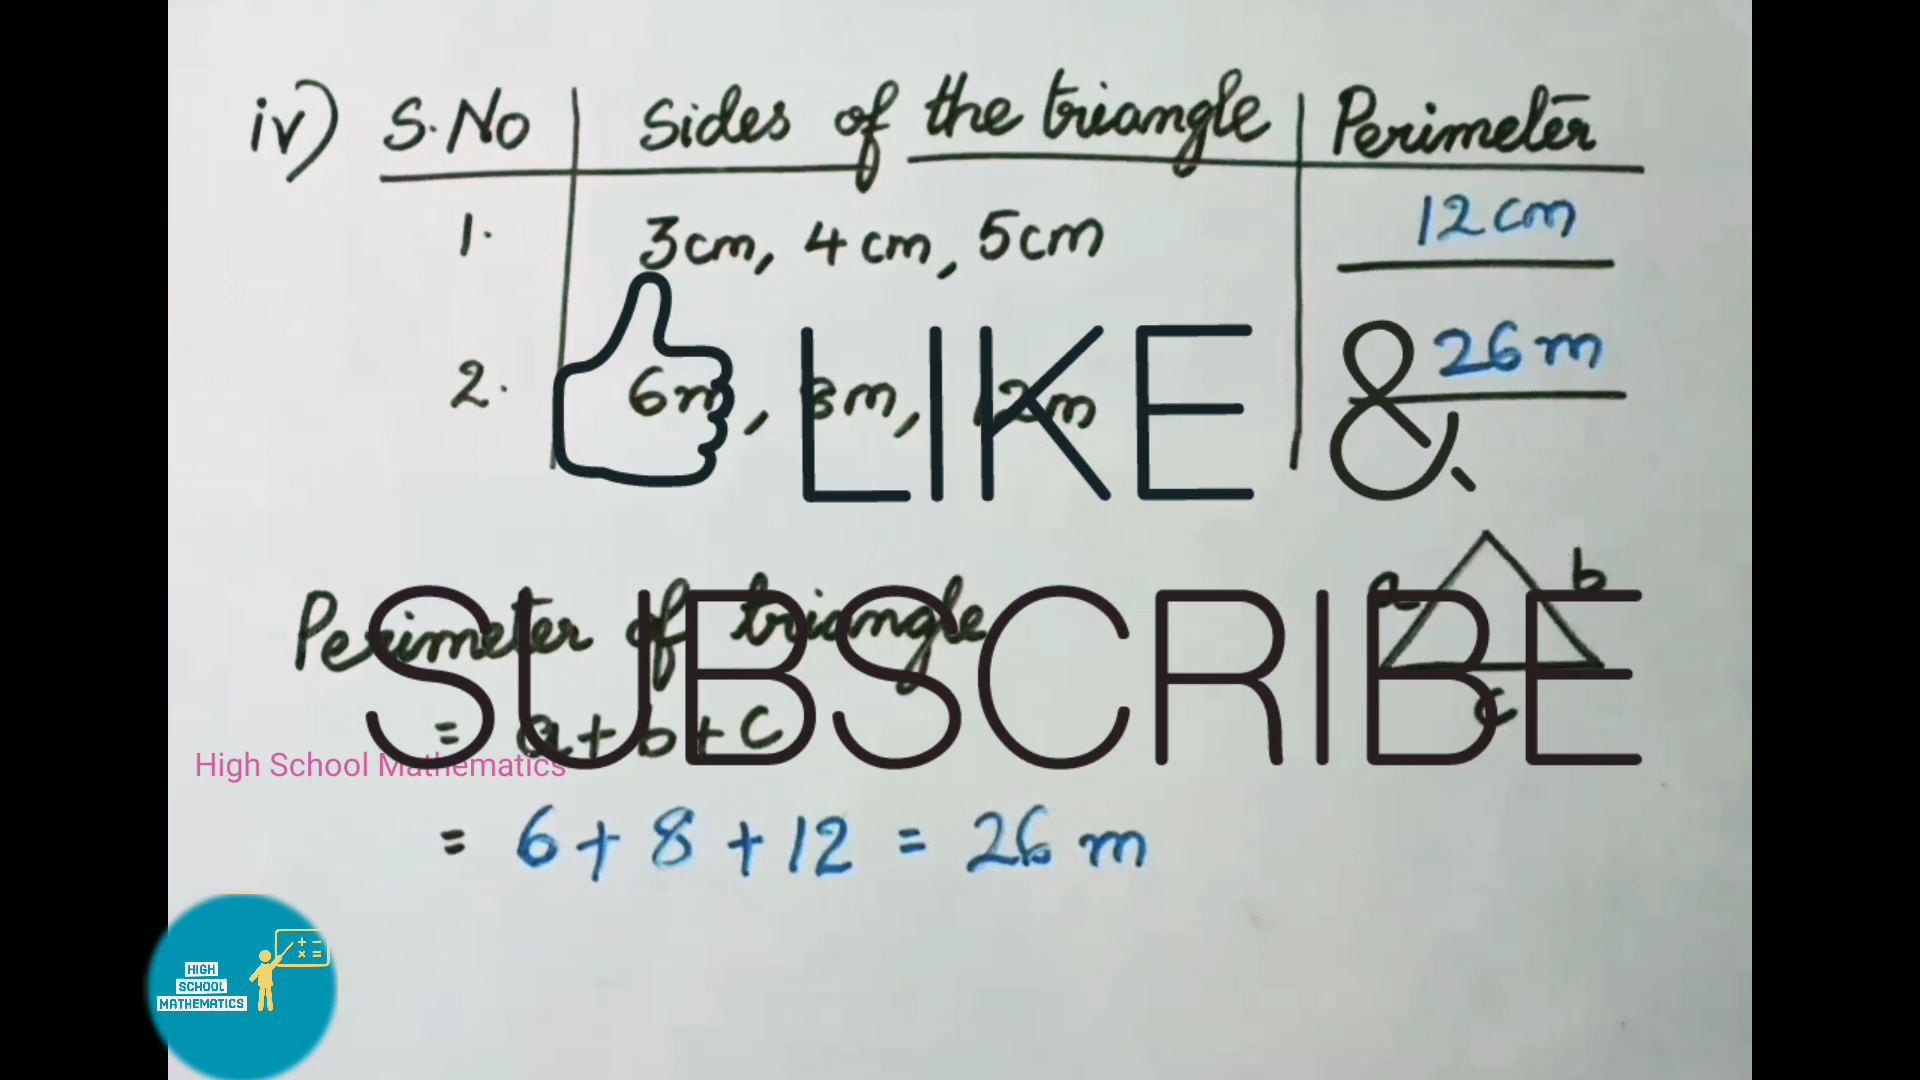 iv) S.No | Sides of the triangle | Perimeter
1. 3cm, 4cm, 5cm 12cm
2. 6m, 8m, 12m 26m
LIKE &
SUBSCRIBE
a b
c
Perimeter of triangle
= a+b+c
High School Mathematics
= 6+8+12 = 26 m
HIGH
SCHOOL
MATHEMATICS
+ −
× =